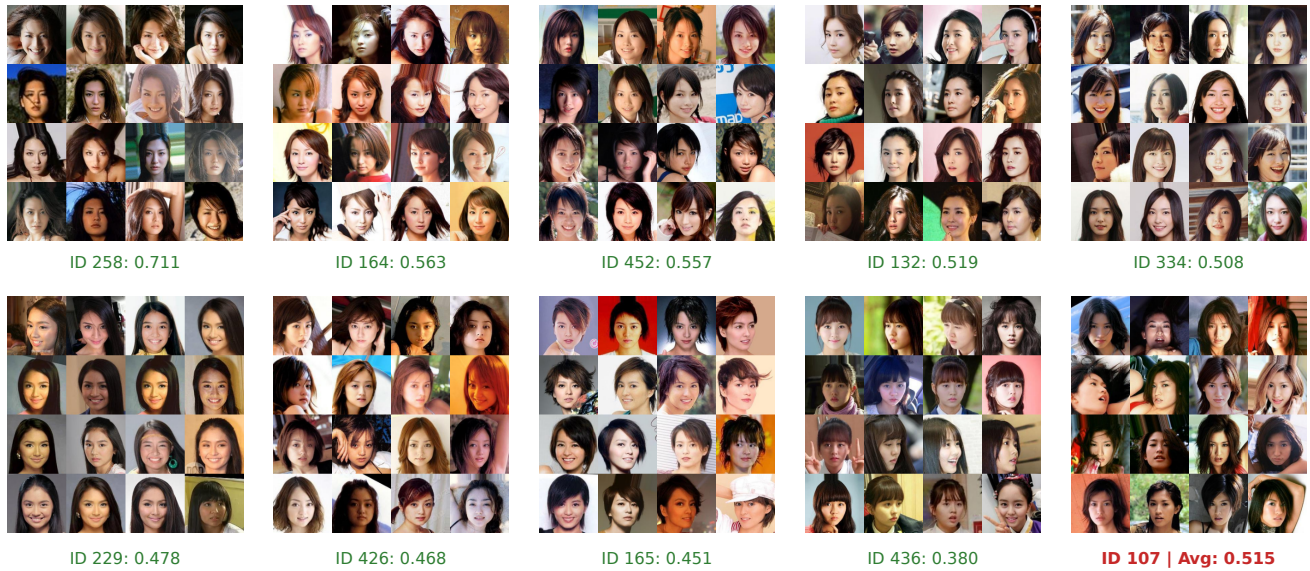 ID 258: 0.711
ID 164: 0.563
ID 452: 0.557
ID 132: 0.519
ID 334: 0.508
ID 229: 0.478
ID 426: 0.468
ID 165: 0.451
ID 436: 0.380
ID 107 | Avg: 0.515